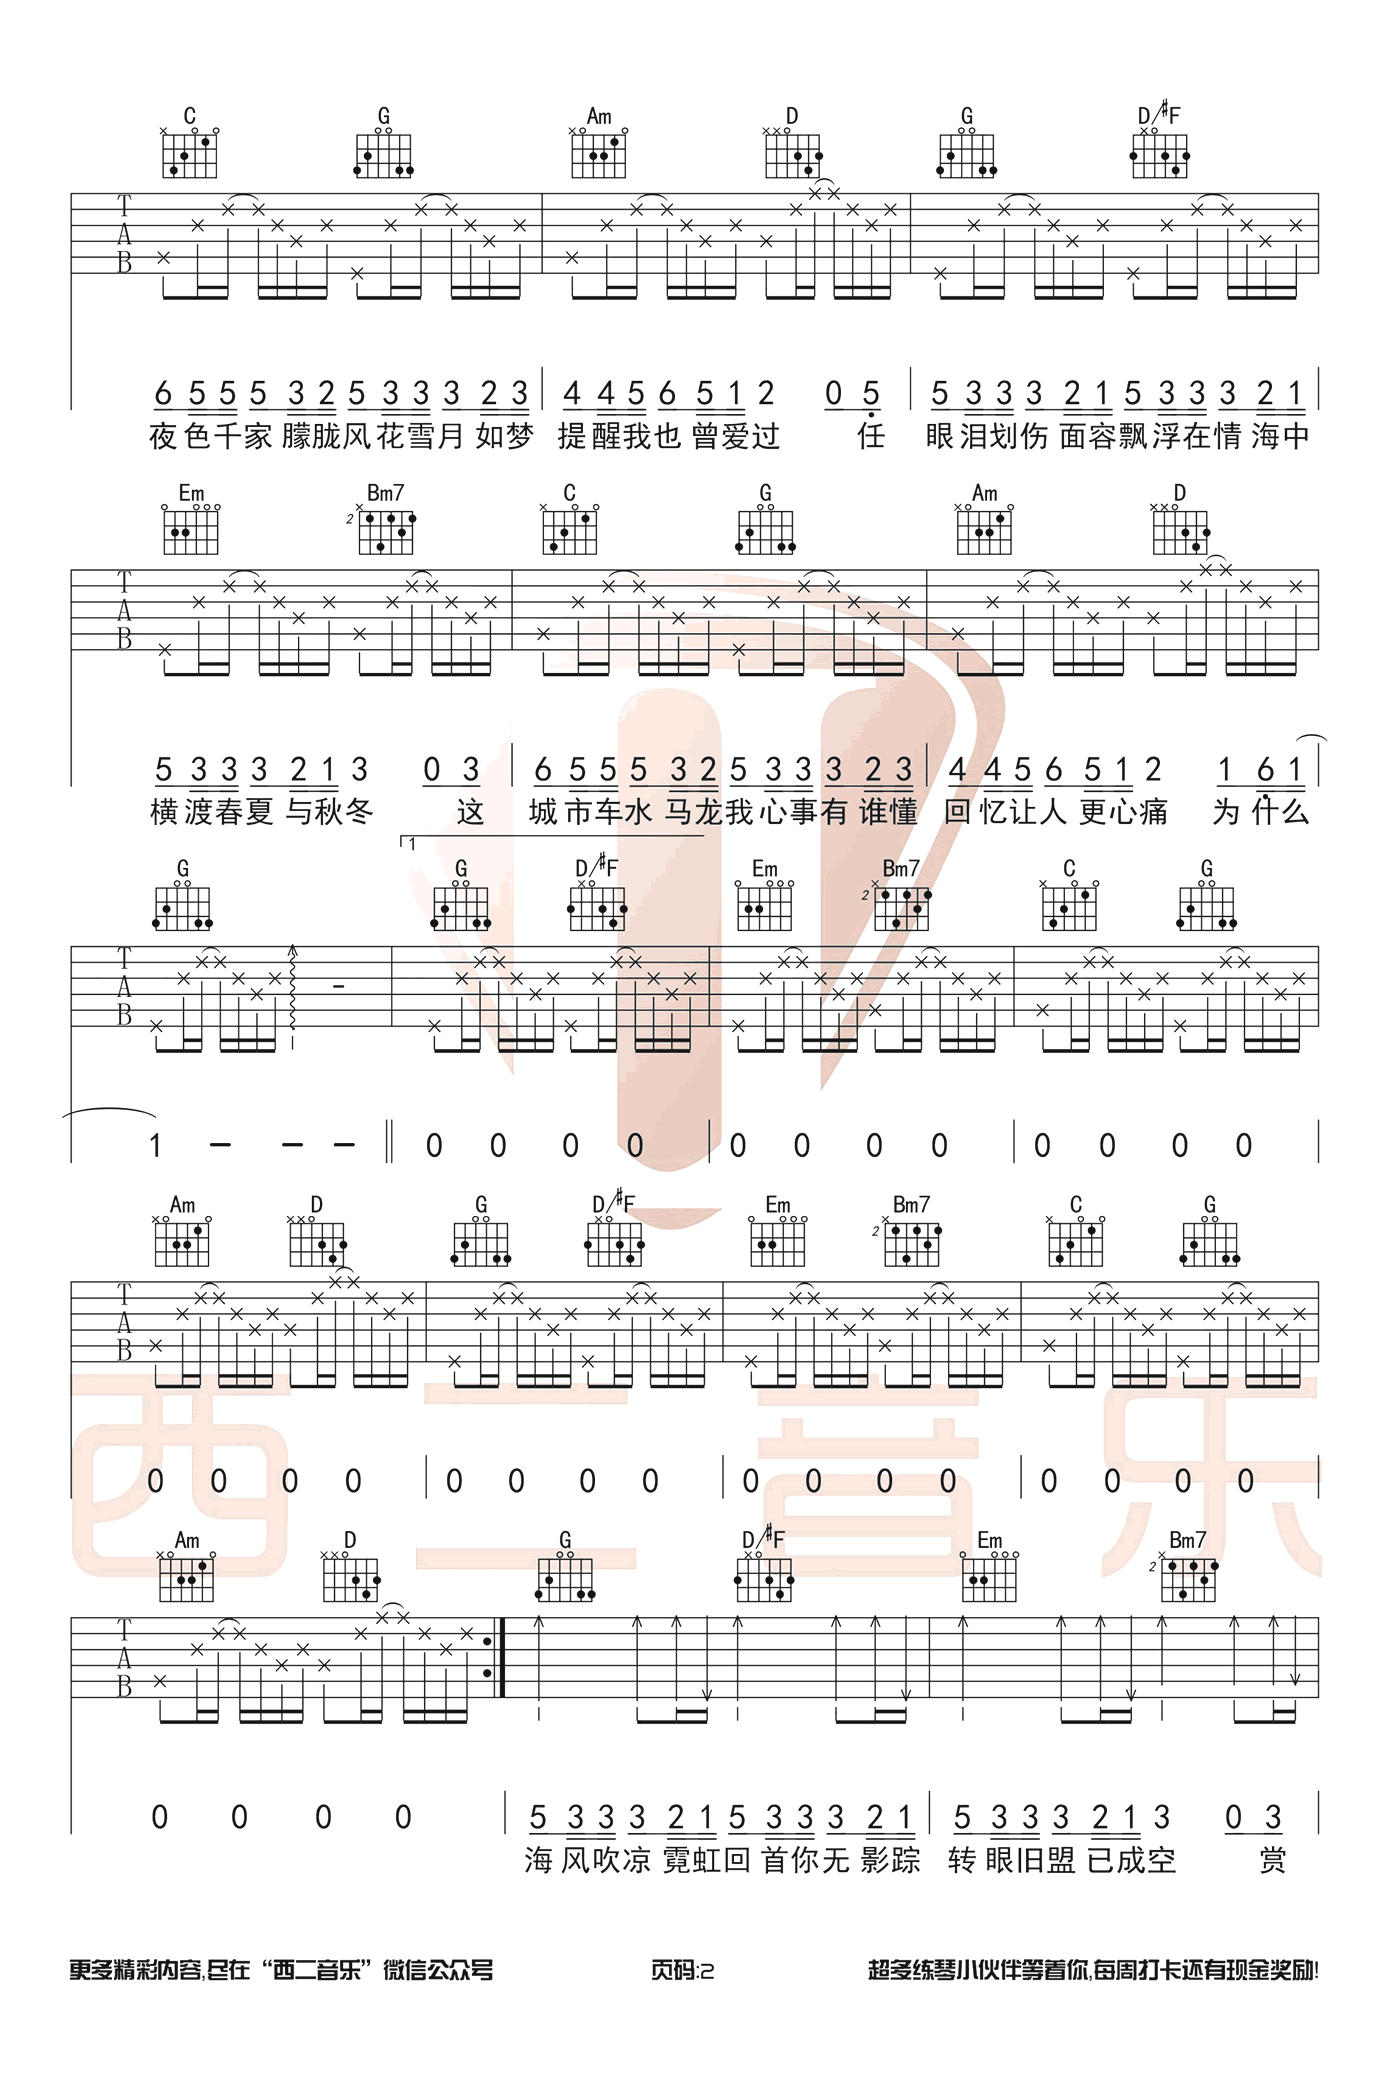 C G Am D G D/#F
T
A
B
6 5 5 5 3 2 5 3 3 3 2 3 4 4 5 6 5 1 2 0 5 5 3 3 3 2 1 5 3 3 3 2 1
夜色千家朦胧风花雪月如梦 提醒我也曾爱过 任 眼泪划伤面容飘浮在情海中
Em Bm7 C G Am D
2
T
A
B
5 3 3 3 2 1 3 0 3 6 5 5 5 3 2 5 3 3 3 2 3 4 4 5 6 5 1 2 1 6 1
横渡春夏与秋冬 这 城市车水马龙我心事有谁懂 回忆让人更心痛 为什么
1
G G D/#F Em Bm7 C G
2
T
A
B
1 – – – 0 0 0 0 0 0 0 0 0 0 0 0
Am D G D/#F Em Bm7 C G
2
T
A
B
0 0 0 0 0 0 0 0 0 0 0 0 0 0 0 0
西二音乐
Am D G D/#F Em Bm7
2
T
A
B
0 0 0 0 5 3 3 3 2 1 5 3 3 3 2 1 5 3 3 3 2 1 3 0 3
海风吹凉霓虹回首你无影踪 转眼旧盟已成空 赏
更多精彩内容,尽在“西二音乐”微信公众号 页码:2 超多练琴小伙伴等着你,每周打卡还有现金奖励!